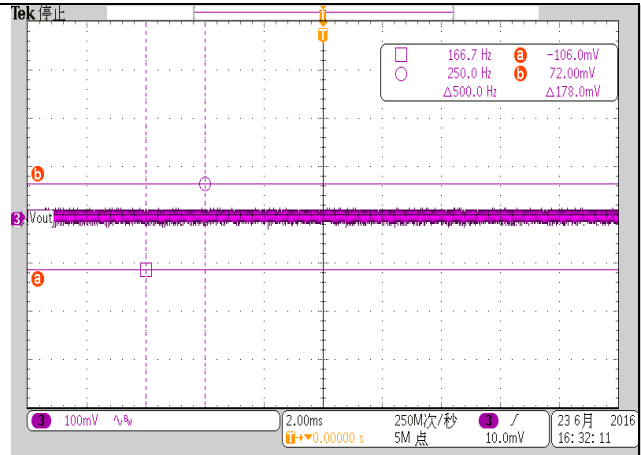 Tek 停止
T
T
166.7 Hz a -106.0mV
250.0 Hz b 72.00mV
△500.0 Hz △178.0mV
b
3 Vout
a
3 100mV ∿BW
2.00ms 250M次/秒 3 ∫ 23 6月 2016
T→▼0.00000 s 5M 点 10.0mV 16:32:11